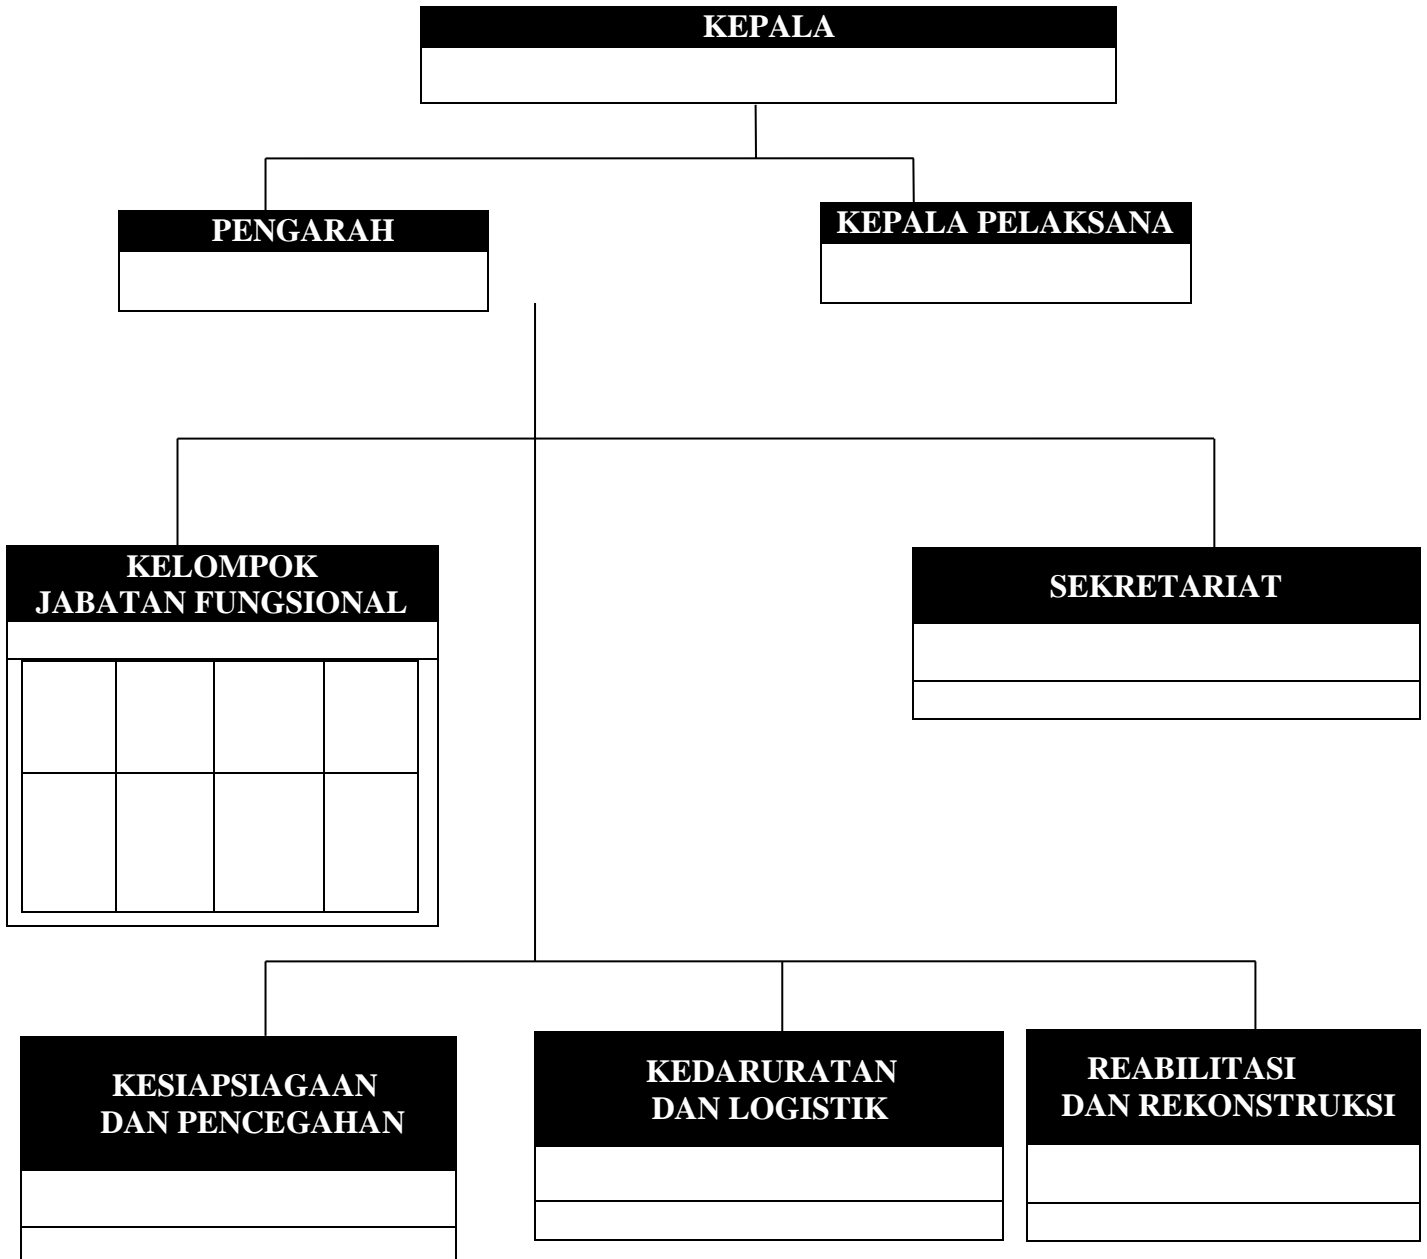 KEPALA
PENGARAH
KEPALA PELAKSANA
KELOMPOK
JABATAN FUNGSIONAL
SEKRETARIAT
KESIAPSIAGAAN
DAN PENCEGAHAN
KEDARURATAN
DAN LOGISTIK
REABILITASI
DAN REKONSTRUKSI